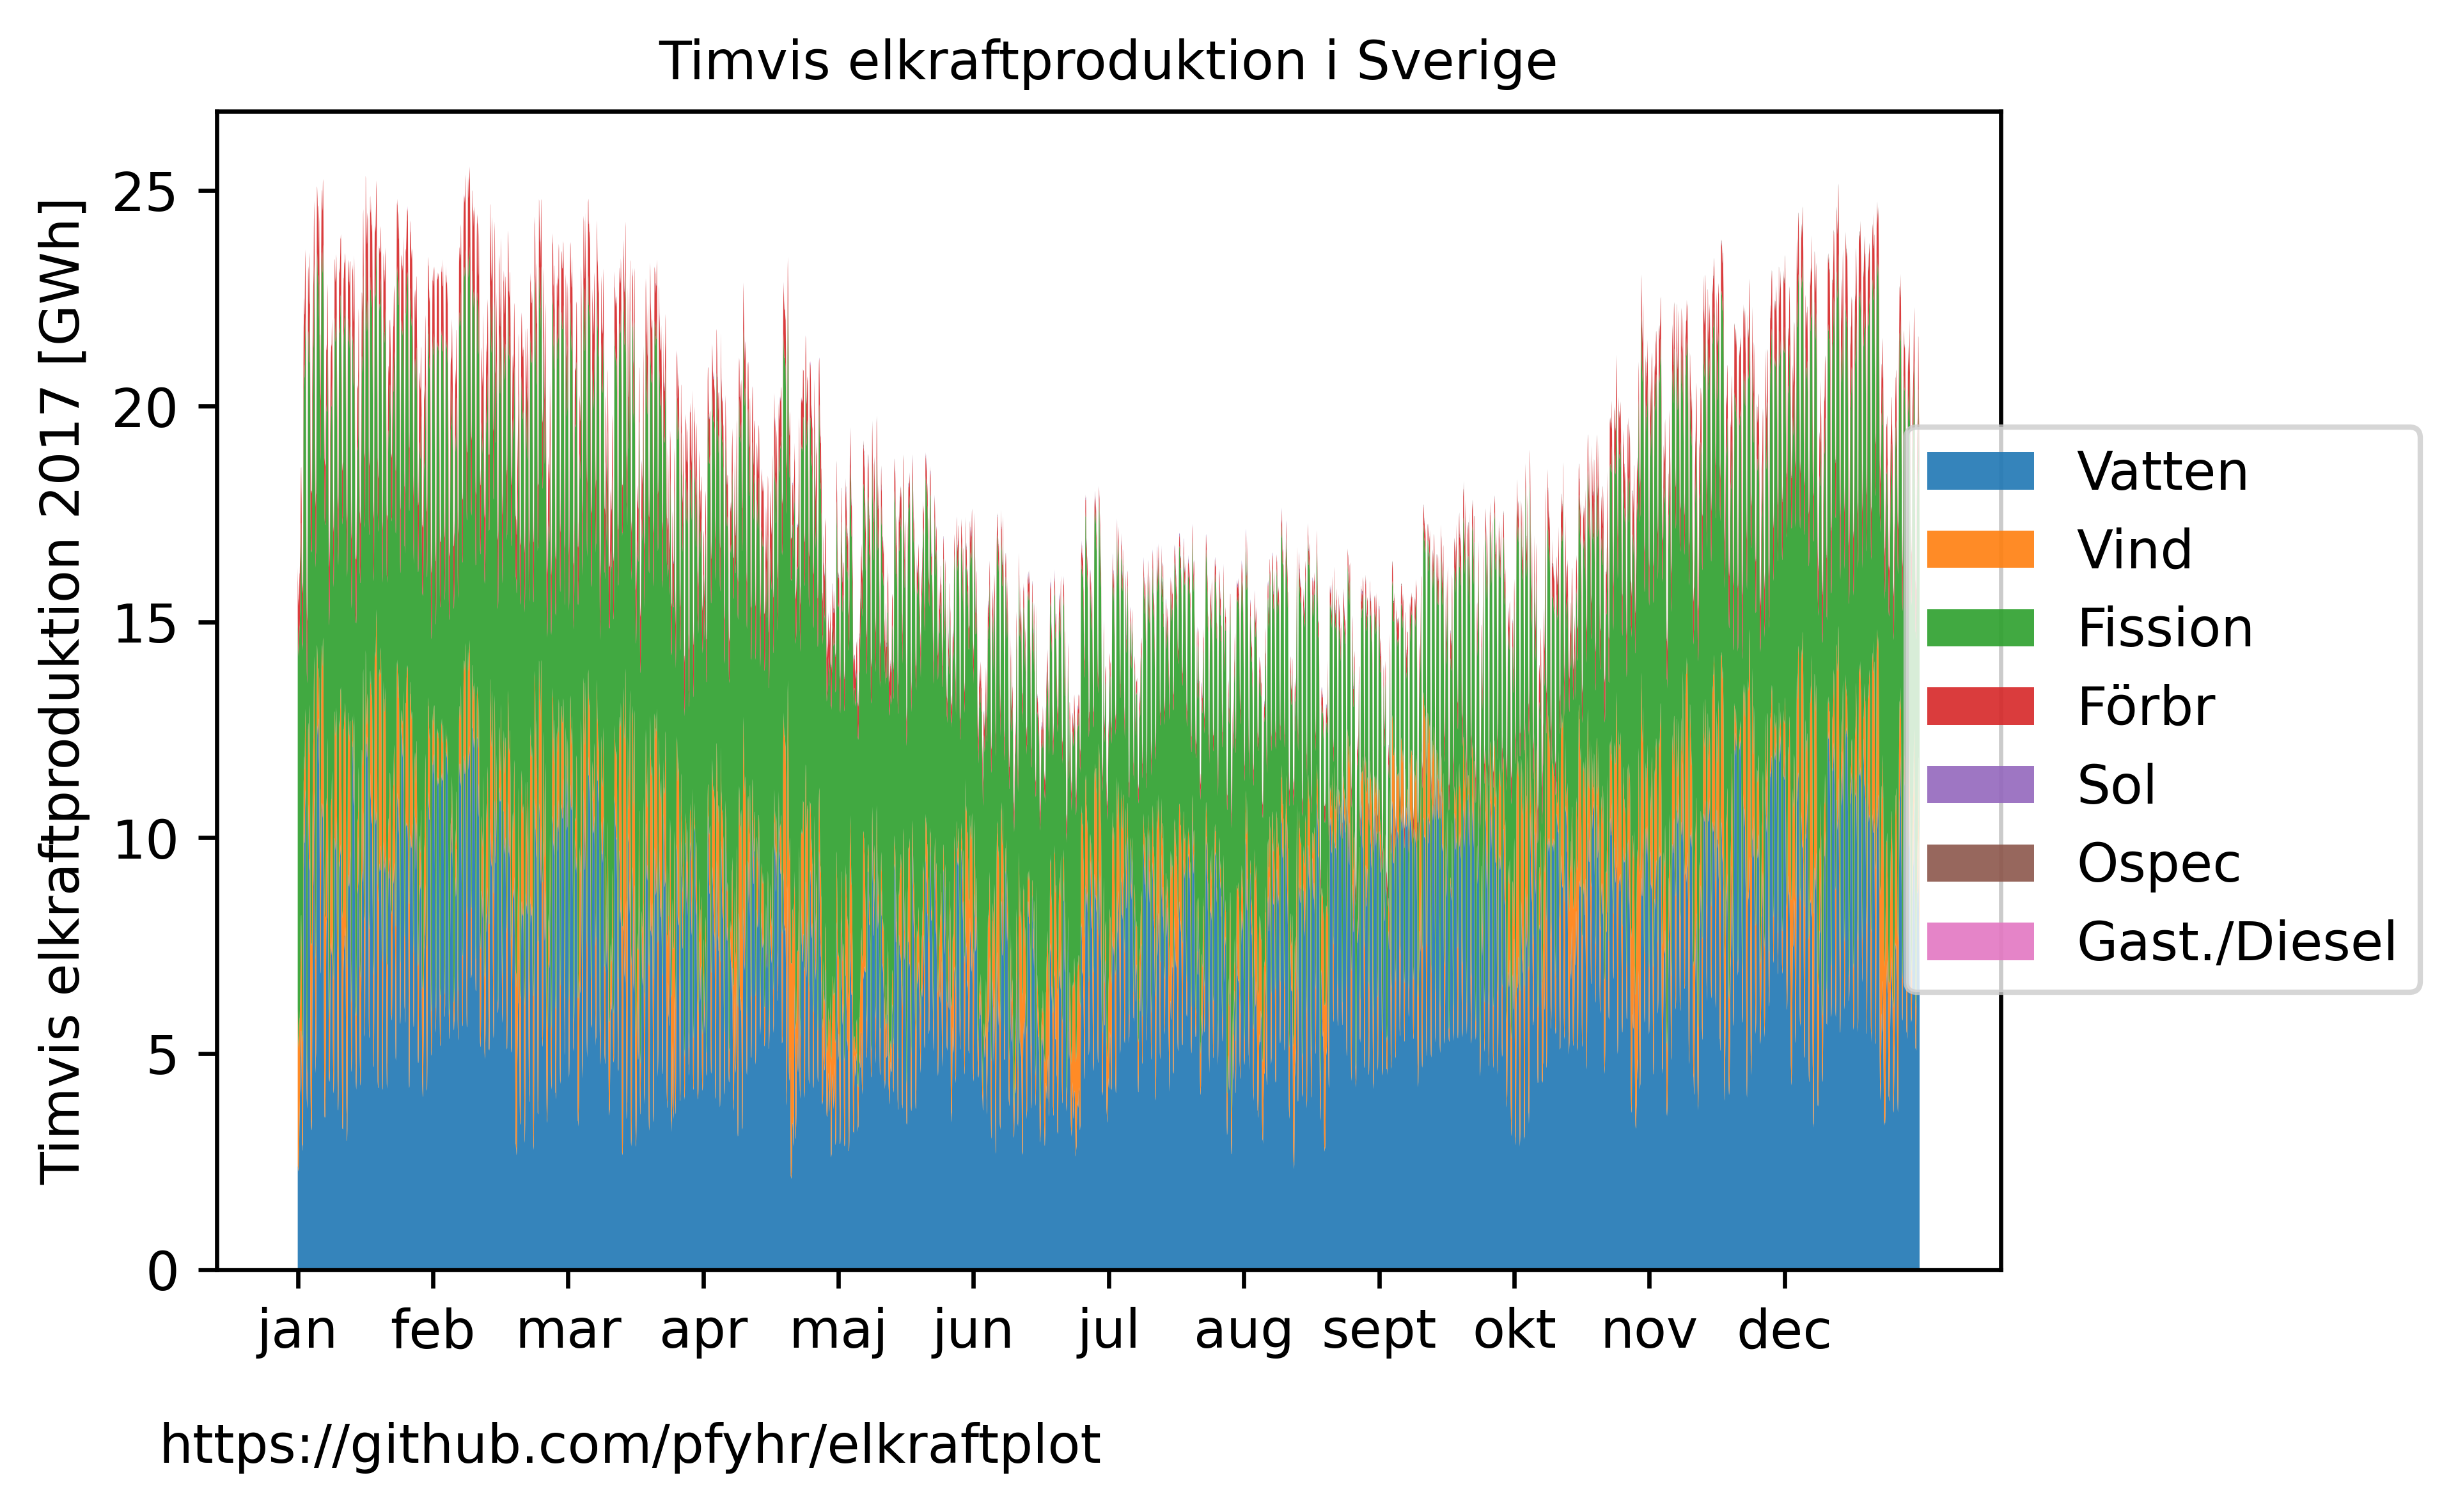 Timvis elkraftproduktion i Sverige
Timvis elkraftproduktion 2017 [GWh]
25
20
15
10
5
0
jan feb mar apr maj jun jul aug sept okt nov dec
Vatten
Vind
Fission
Förbr
Sol
Ospec
Gast./Diesel
https://github.com/pfyhr/elkraftplot